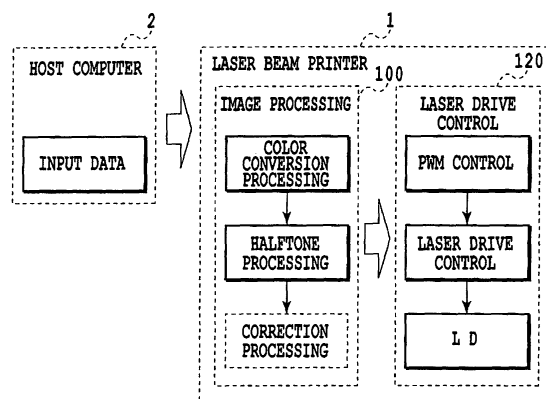 2
HOST COMPUTER
INPUT DATA
1
LASER BEAM PRINTER
100
IMAGE PROCESSING
COLOR
CONVERSION
PROCESSING
HALFTONE
PROCESSING
CORRECTION
PROCESSING
120
LASER DRIVE
CONTROL
PWM CONTROL
LASER DRIVE
CONTROL
L D